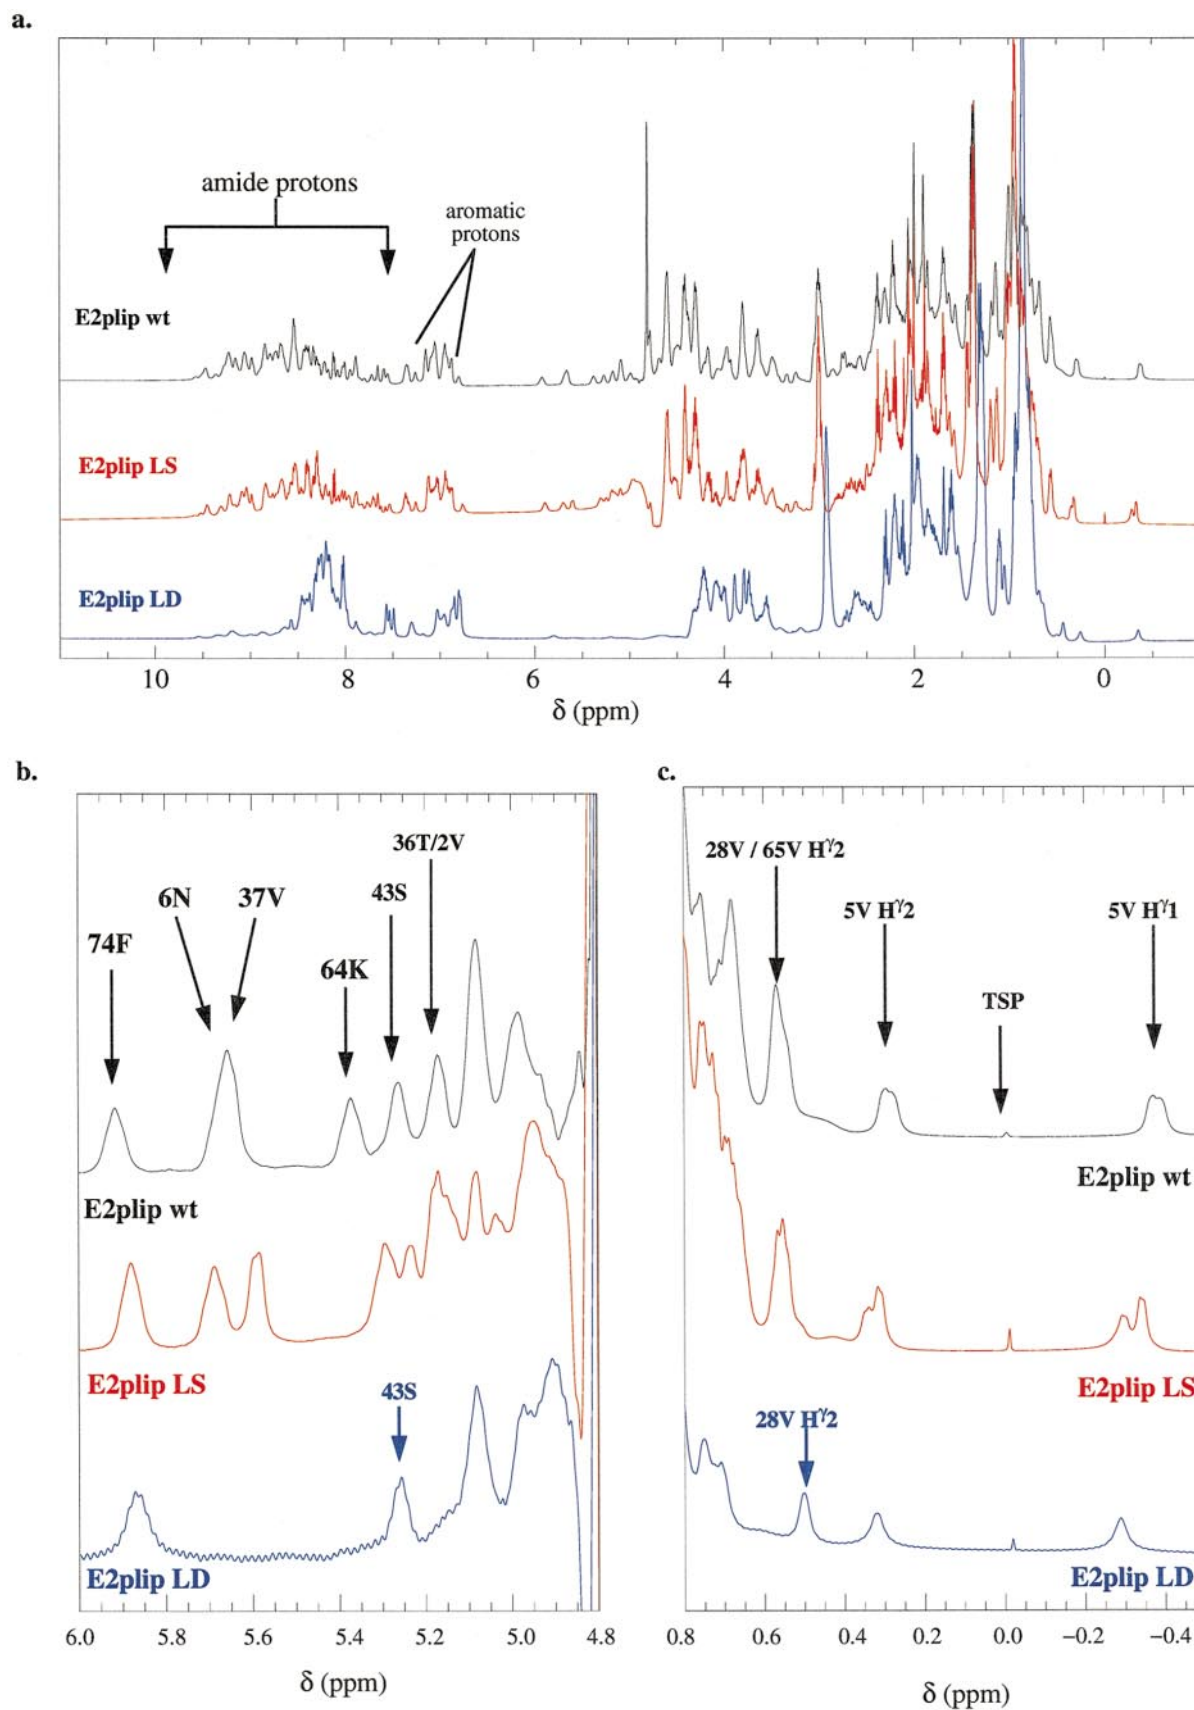 a.
amide protons
aromatic
protons
E2plip wt
E2plip LS
E2plip LD
10 8 6 4 2 0
δ (ppm)
b.
74F
6N
37V
64K
43S
36T/2V
E2plip wt
E2plip LS
43S
E2plip LD
6.0 5.8 5.6 5.4 5.2 5.0 4.8
δ (ppm)
c.
28V / 65V Hγ2
5V Hγ2
5V Hγ1
TSP
E2plip wt
E2plip LS
28V Hγ2
E2plip LD
0.8 0.6 0.4 0.2 0.0 −0.2 −0.4
δ (ppm)